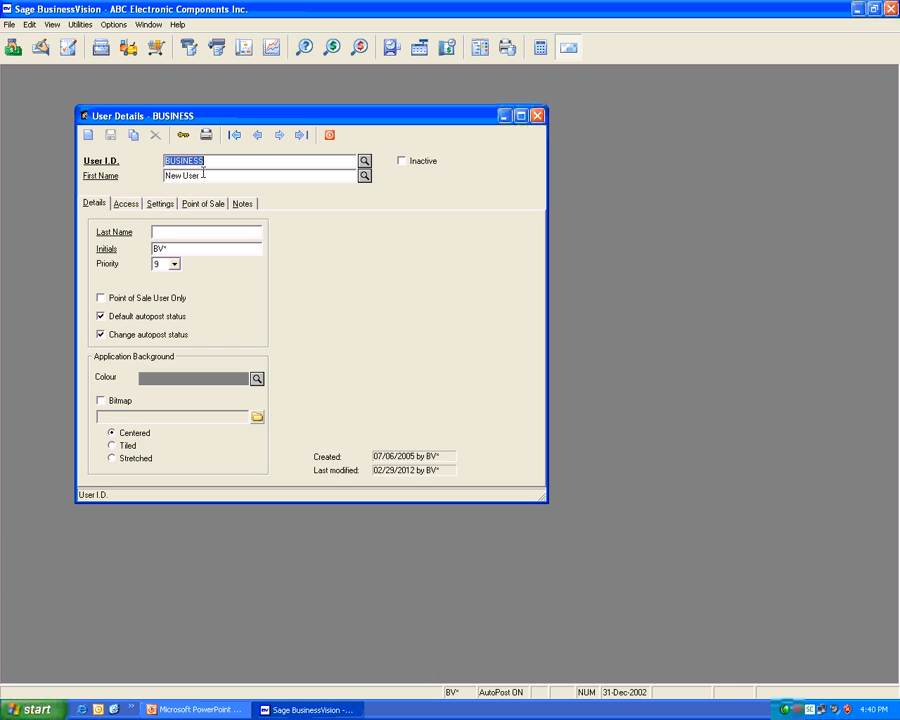 Sage BusinessVision - ABC Electronic Components Inc.
File Edit View Utilities Options Window Help
User Details - BUSINESS
User I.D. BUSINESS Inactive
First Name New User
Details Access Settings Point of Sale Notes
Last Name
Initials BV*
Priority 9
Point of Sale User Only
Default autopost status
Change autopost status
Application Background
Colour
Bitmap
Centered
Tiled
Stretched
Created: 07/06/2005 by BV*
Last modified: 02/29/2012 by BV*
User I.D.
BV* AutoPost ON NUM 31-Dec-2002
start Microsoft PowerPoint ... Sage BusinessVision -... SE 4:40 PM